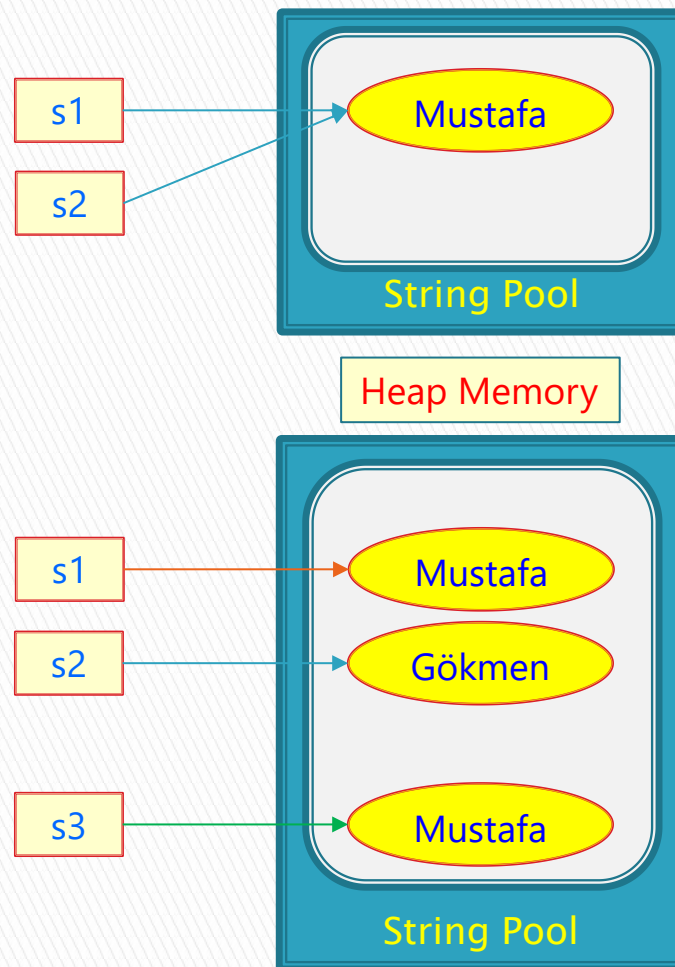 s1
Mustafa
s2
String Pool
Heap Memory
s1
Mustafa
s2
Gökmen
s3
Mustafa
String Pool